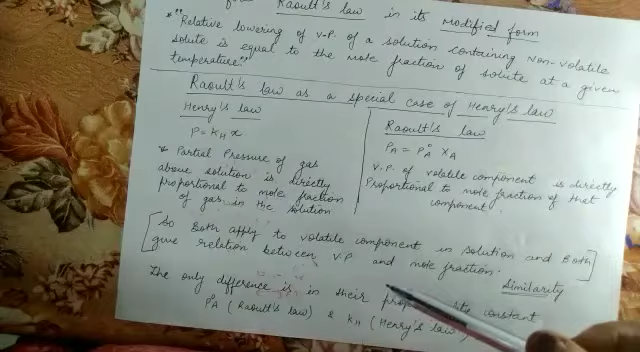 Raoult's law in its modified form
"Relative lowering of V.P. of a solution containing Non-volatile
solute is equal to the mole fraction of solute at a given
temperature."
Raoult's law as a special case of Henry's law
Henry's law
P = KH x
* Partial Pressure of gas
above solution is directly
proportional to mole fraction
of gas in the solution
Raoult's law
PA = P°A XA
V.P. of volatile component is directly
Proportional to mole fraction of that
component.
[So Both apply to volatile component in solution and Both
give relation between V.P and mole fraction.]
Similarity
The only difference is in their constant
P°A (Raoult's law) & KH (Henry's law)